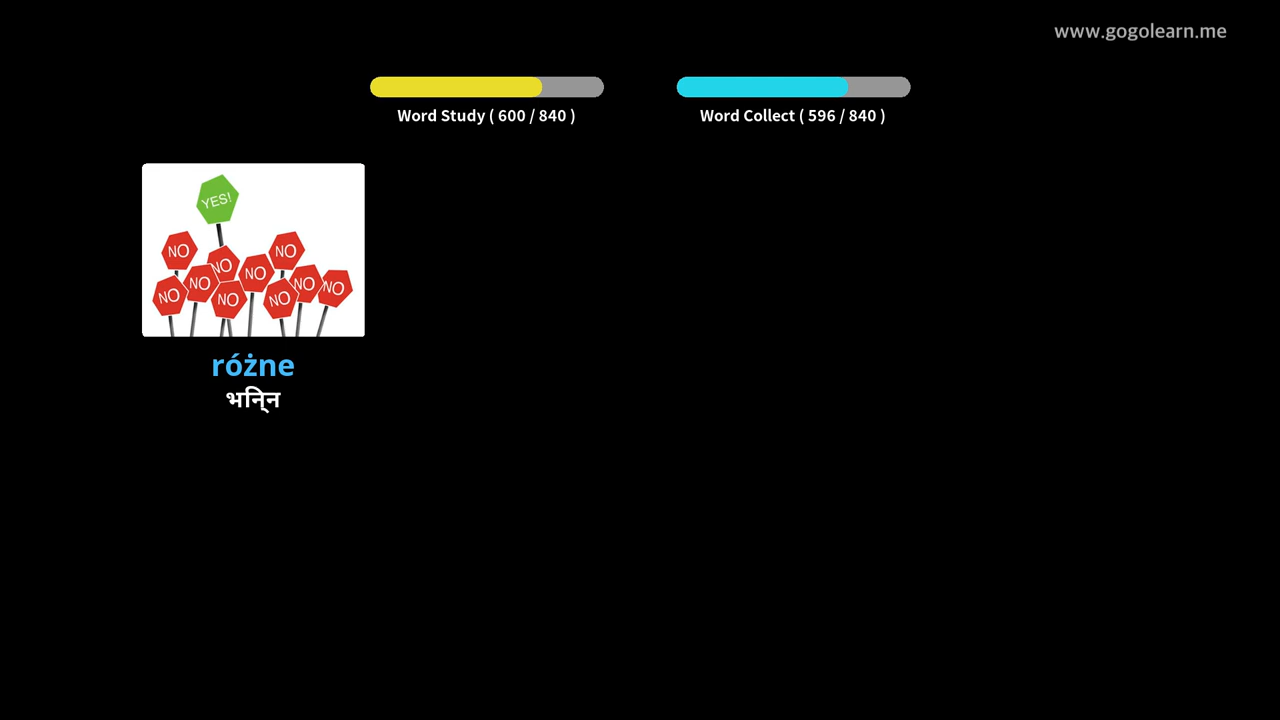 www.gogolearn.me
Word Study ( 600 / 840 )
Word Collect ( 596 / 840 )
YES!
NO
NO
NO
NO
NO
NO
NO
NO
NO
NO
różne
भिन्न